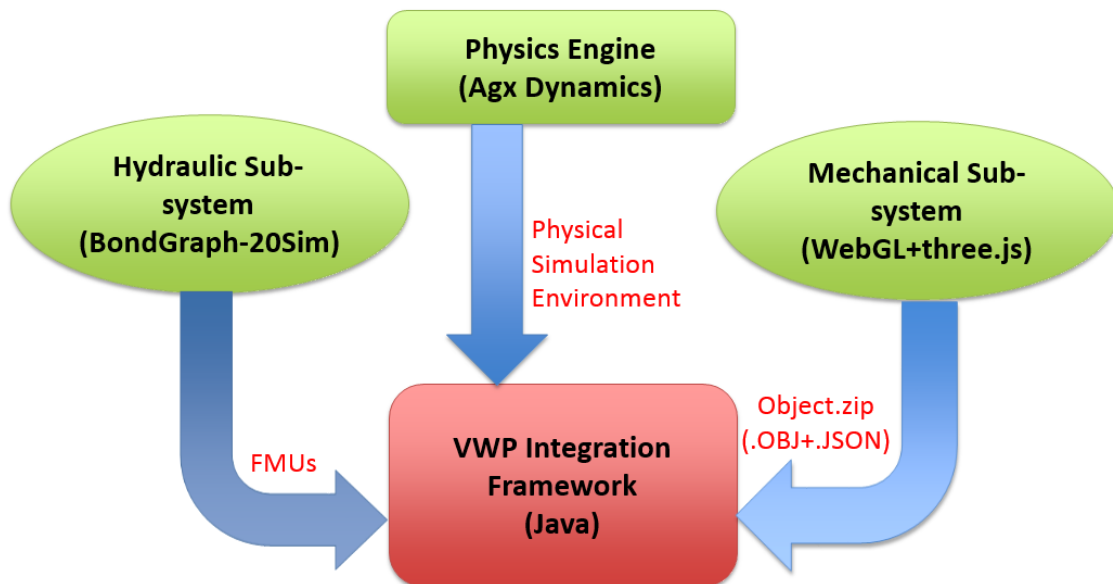 Physics Engine
(Agx Dynamics)
Hydraulic Sub-
system
(BondGraph-20Sim)
Mechanical Sub-
system
(WebGL+three.js)
Physical
Simulation
Environment
FMUs
Object.zip
(.OBJ+.JSON)
VWP Integration
Framework
(Java)